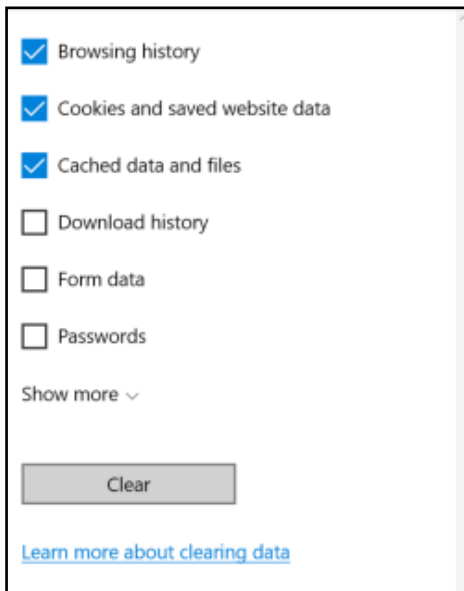 Browsing history
Cookies and saved website data
Cached data and files
Download history
Form data
Passwords
Show more
Clear
Learn more about clearing data